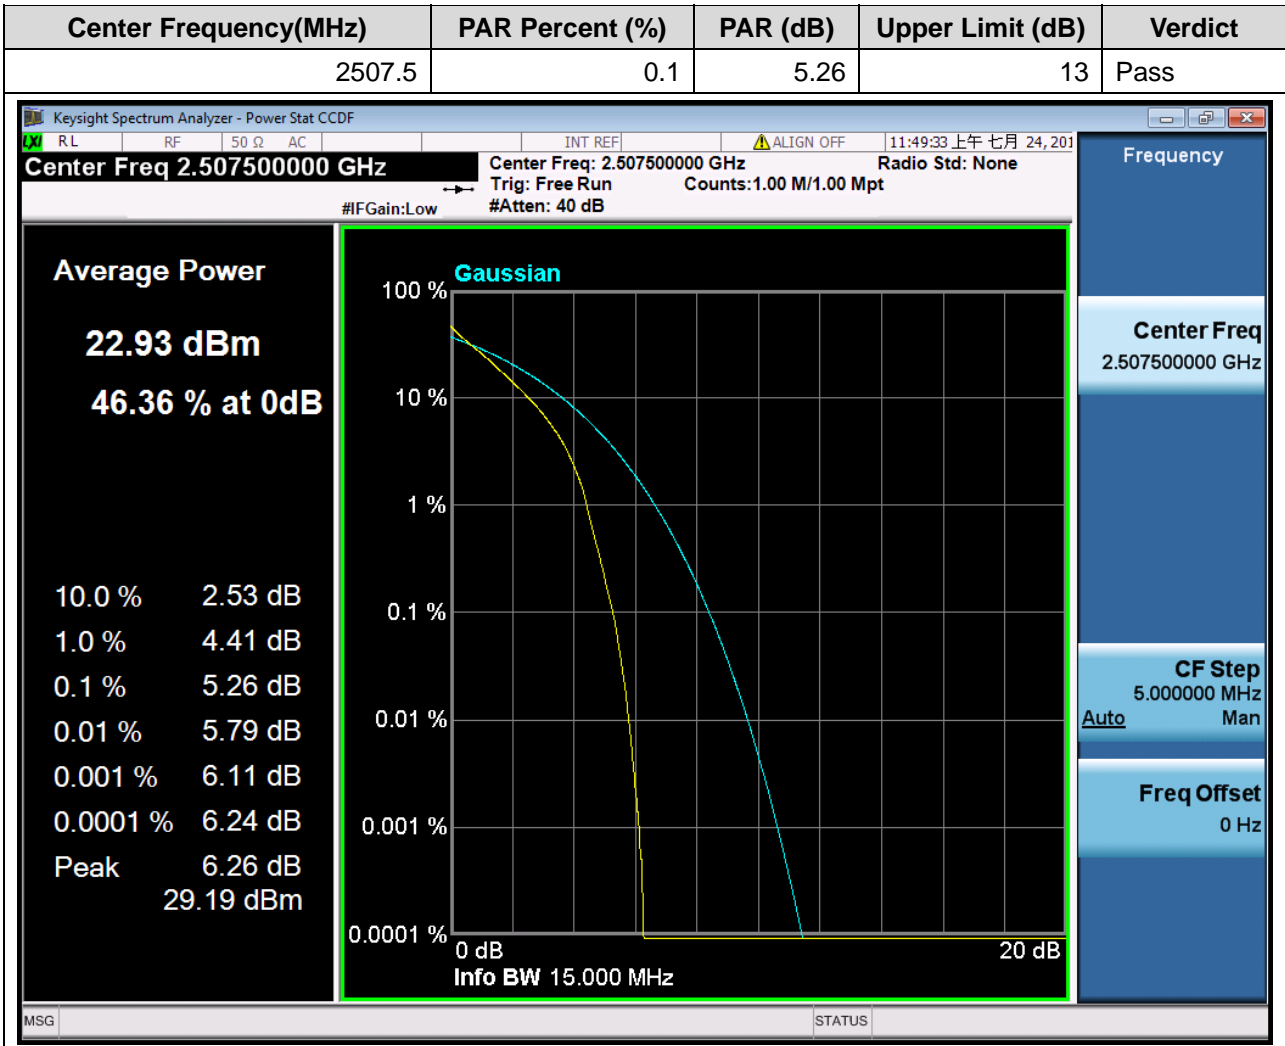 Center Frequency(MHz) PAR Percent (%) PAR (dB) Upper Limit (dB) Verdict
2507.5 0.1 5.26 13 Pass
Keysight Spectrum Analyzer - Power Stat CCDF
LXI RL RF 50 Ω AC INT REF ALIGN OFF 11:49:33 上午 七月 24, 201
Center Freq 2.507500000 GHz
Center Freq: 2.507500000 GHz Radio Std: None
Trig: Free Run Counts:1.00 M/1.00 Mpt
#IFGain:Low #Atten: 40 dB
Average Power
22.93 dBm
46.36 % at 0dB
10.0 % 2.53 dB
1.0 % 4.41 dB
0.1 % 5.26 dB
0.01 % 5.79 dB
0.001 % 6.11 dB
0.0001 % 6.24 dB
Peak 6.26 dB
29.19 dBm
Gaussian
100 %
10 %
1 %
0.1 %
0.01 %
0.001 %
0.0001 %
0 dB 20 dB
Info BW 15.000 MHz
Frequency
Center Freq
2.507500000 GHz
CF Step
5.000000 MHz
Auto Man
Freq Offset
0 Hz
MSG STATUS